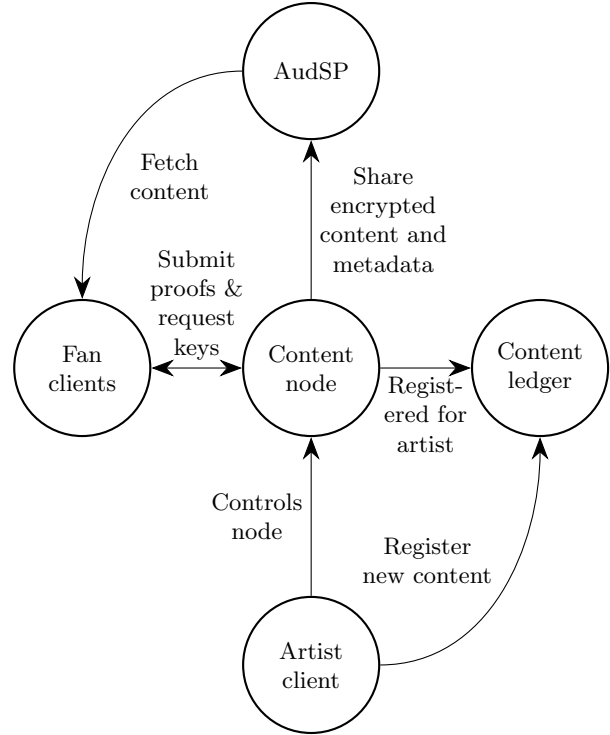 AudSP
Fetch
content
Share
encrypted
content and
metadata
Submit
proofs &
request
keys
Fan
clients
Content
node
Content
ledger
Regist-
ered for
artist
Controls
node
Register
new content
Artist
client